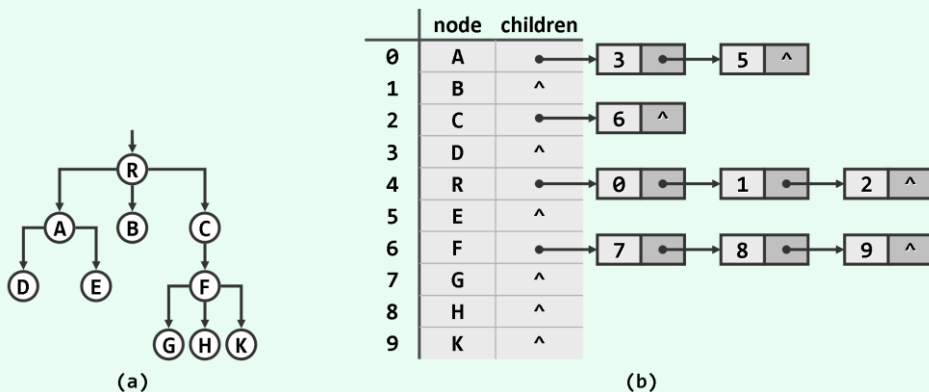 node children
0 A 3 5 ^
1 B ^
2 C 6 ^
3 D ^
4 R 0 1 2 ^
5 E ^
6 F 7 8 9 ^
7 G ^
8 H ^
9 K ^
R
A B C
D E F
G H K
(a) (b)